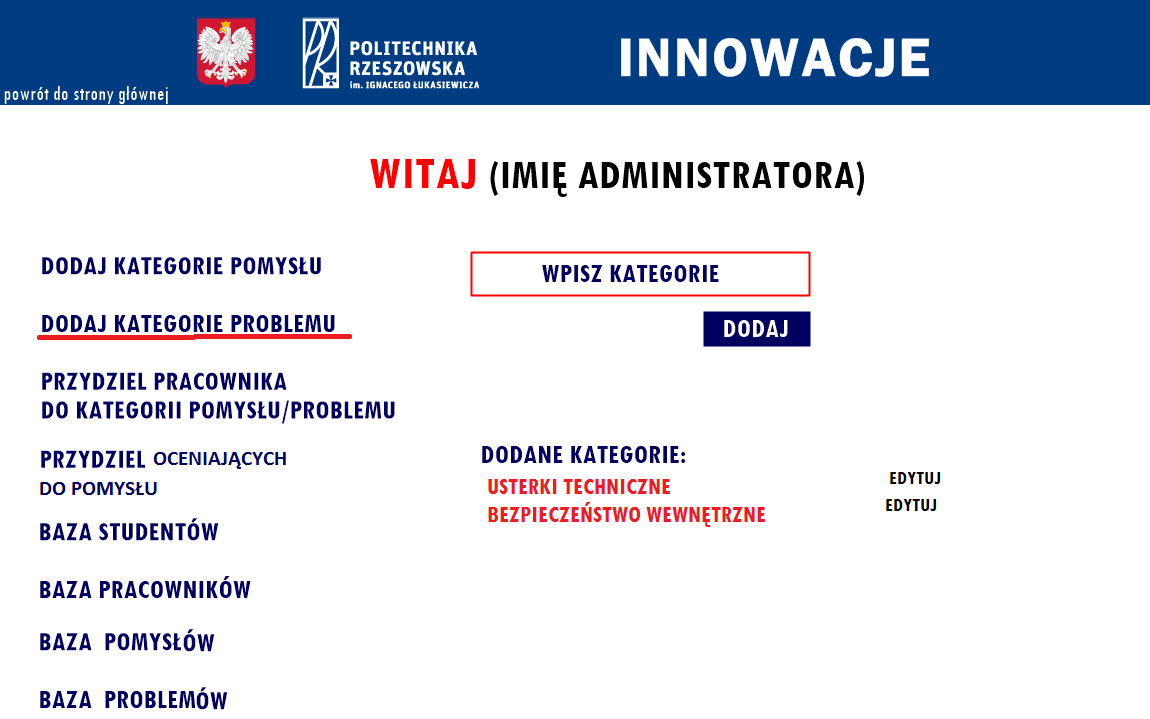 POLITECHNIKA
RZESZOWSKA
im. IGNACEGO ŁUKASIEWICZA
INNOWACJE
powrót do strony głównej
WITAJ (IMIĘ ADMINISTRATORA)
DODAJ KATEGORIE POMYSŁU
WPISZ KATEGORIE
DODAJ KATEGORIE PROBLEMU
DODAJ
PRZYDZIEL PRACOWNIKA
DO KATEGORII POMYSŁU/PROBLEMU
PRZYDZIEL OCENIAJĄCYCH
DO POMYSŁU
BAZA STUDENTÓW
BAZA PRACOWNIKÓW
BAZA POMYSŁÓW
BAZA PROBLEMÓW
DODANE KATEGORIE:
USTERKI TECHNICZNE EDYTUJ
BEZPIECZEŃSTWO WEWNĘTRZNE EDYTUJ